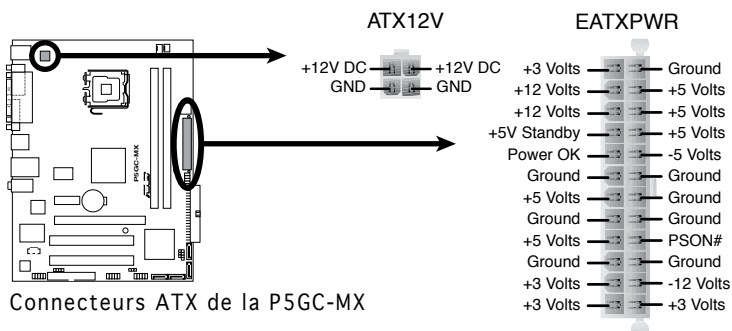 ATX12V
+12V DC +12V DC
GND GND
EATXPWR
+3 Volts Ground
+12 Volts +5 Volts
+12 Volts +5 Volts
+5V Standby +5 Volts
Power OK -5 Volts
Ground Ground
+5 Volts Ground
Ground Ground
+5 Volts PSON#
Ground Ground
+3 Volts -12 Volts
+3 Volts +3 Volts
P5GC-MX
Connecteurs ATX de la P5GC-MX